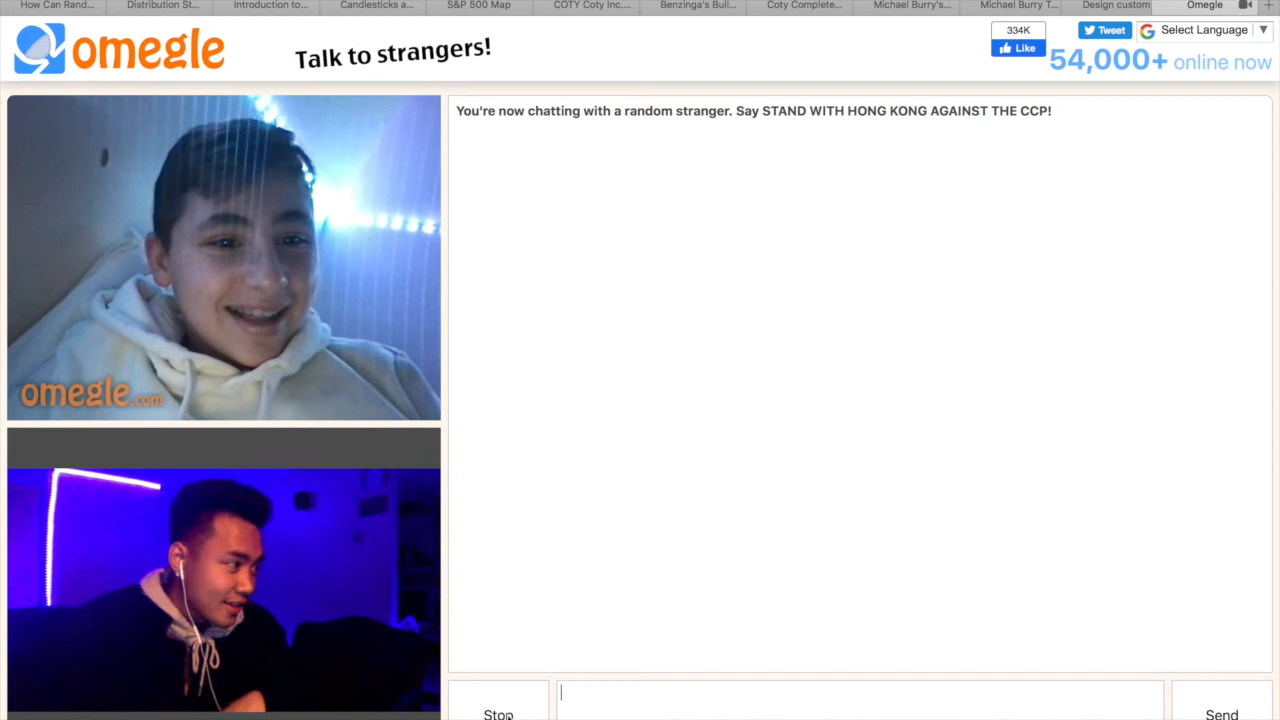 How Can Rand... Distribution St... Introduction to... Candlesticks a... S&P 500 Map COTY Coty Inc.... Benzinga's Bull... Coty Complete... Michael Burry's... Michael Burry T... Design custom Omegle
omegle Talk to strangers!
334K
Like
Tweet
Select Language ▼
54,000+ online now
You're now chatting with a random stranger. Say STAND WITH HONG KONG AGAINST THE CCP!
omegle.com
Stop
Send